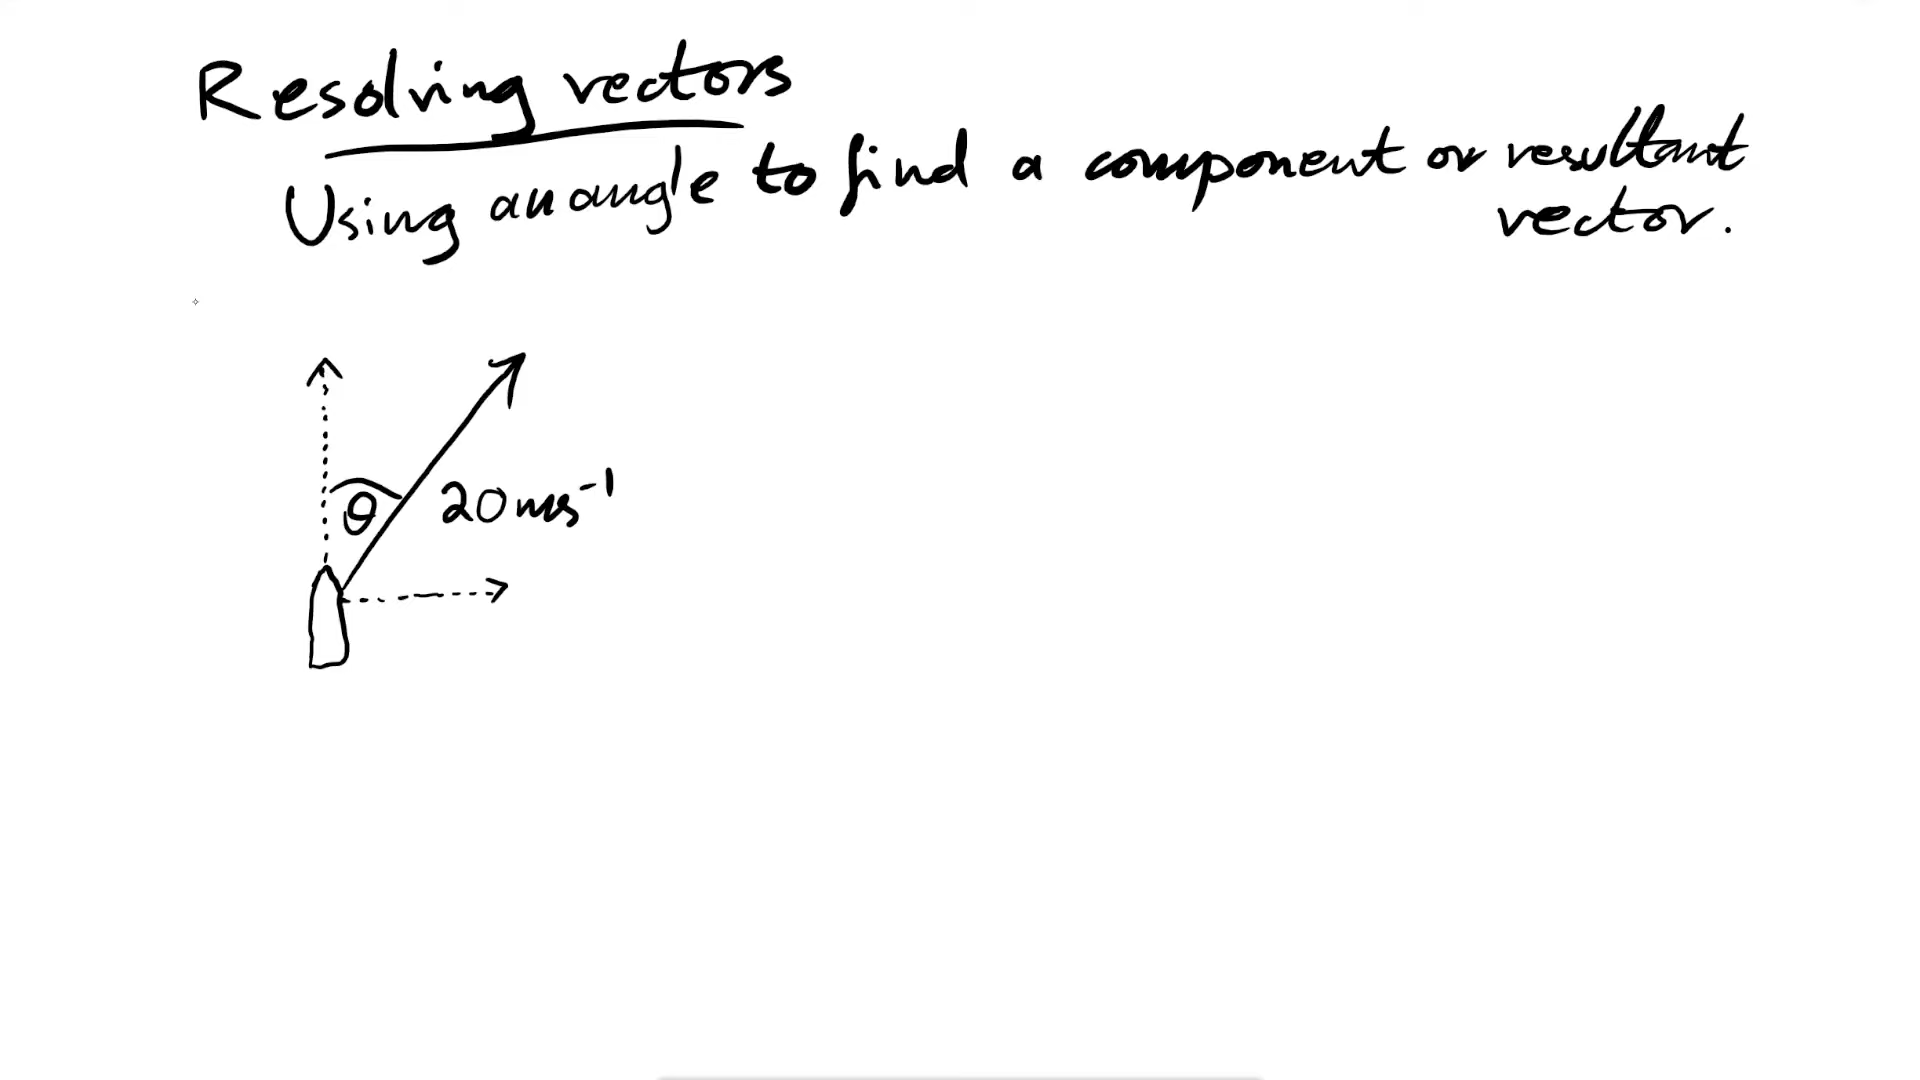 Resolving vectors
Using an angle to find a component or resultant
vector.
θ
20ms⁻¹